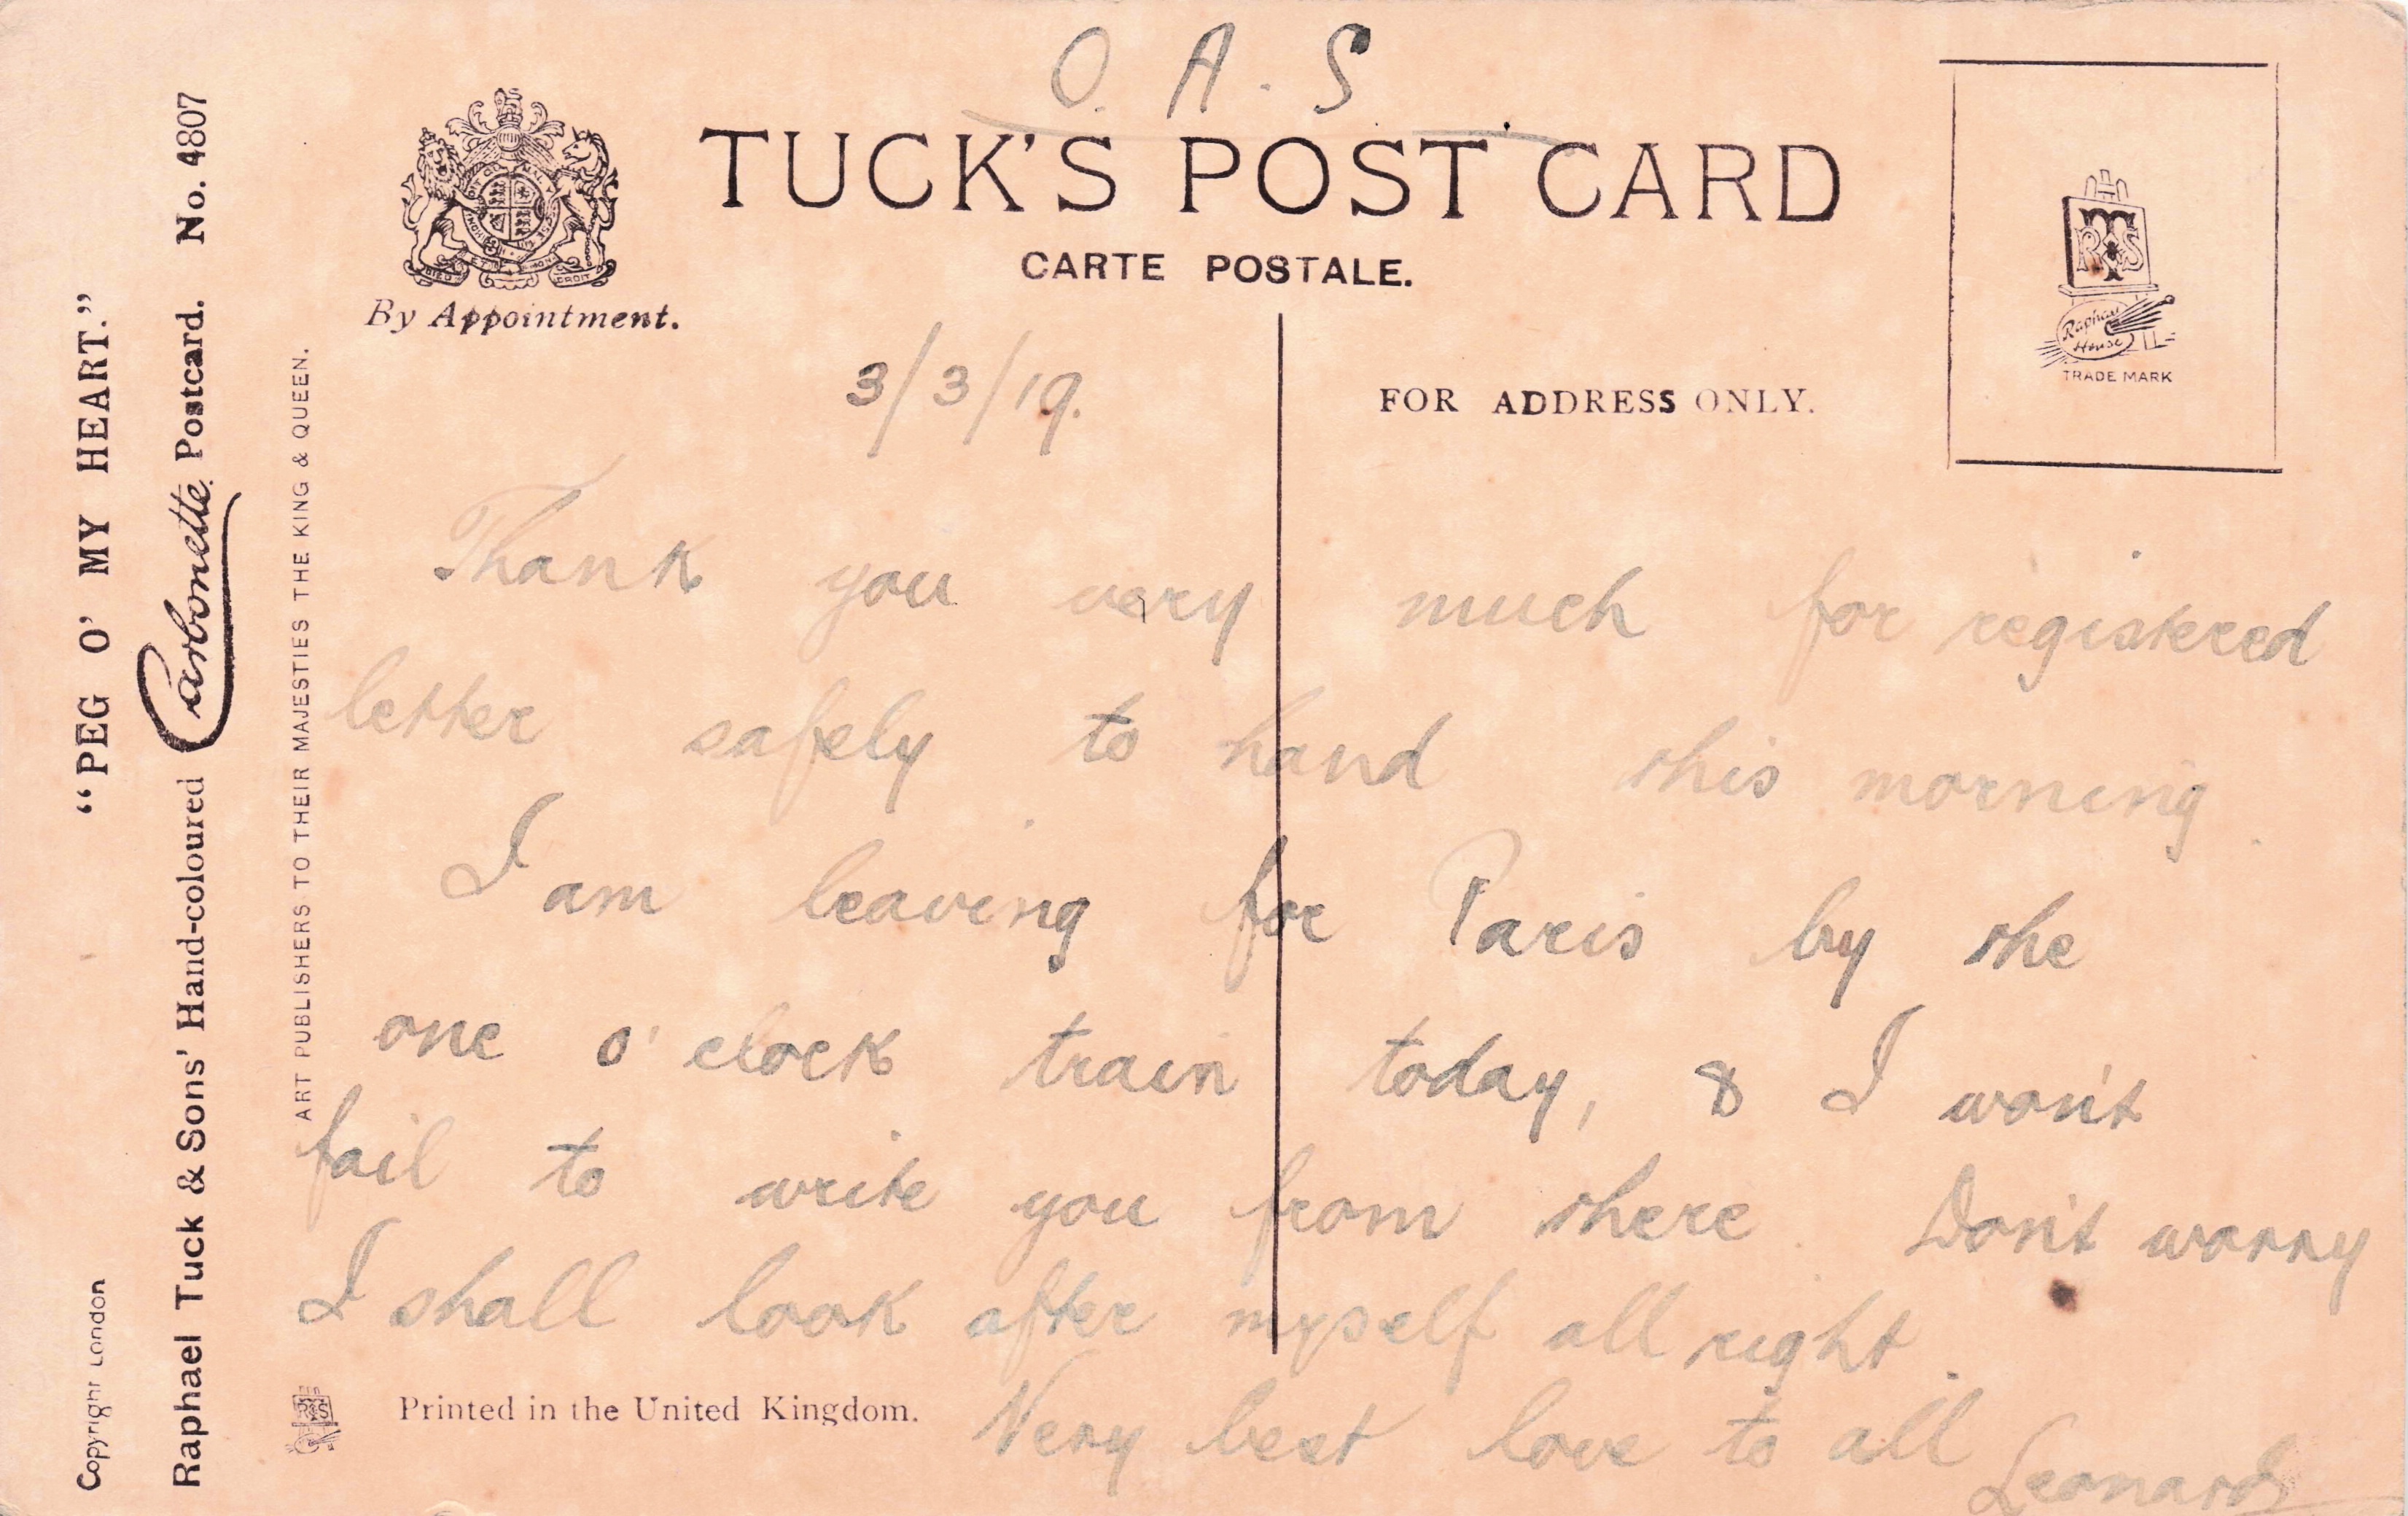 O. A. S
TUCK'S POST CARD
CARTE POSTALE.
By Appointment.
FOR ADDRESS ONLY.
Raphael House
TRADE MARK
"PEG O' MY HEART."
Raphael Tuck & Sons' Hand-coloured Carbonette Postcard. No. 4807
ART PUBLISHERS TO THEIR MAJESTIES THE KING & QUEEN.
Copyright London
3/3/19.
Thank you very much for registered
letter safely to hand this morning.
I am leaving for Paris by the
one o'clock train today, & I won't
fail to write you from there. Don't worry
I shall look after myself all right.
Very best love to all
Leonard
Printed in the United Kingdom.